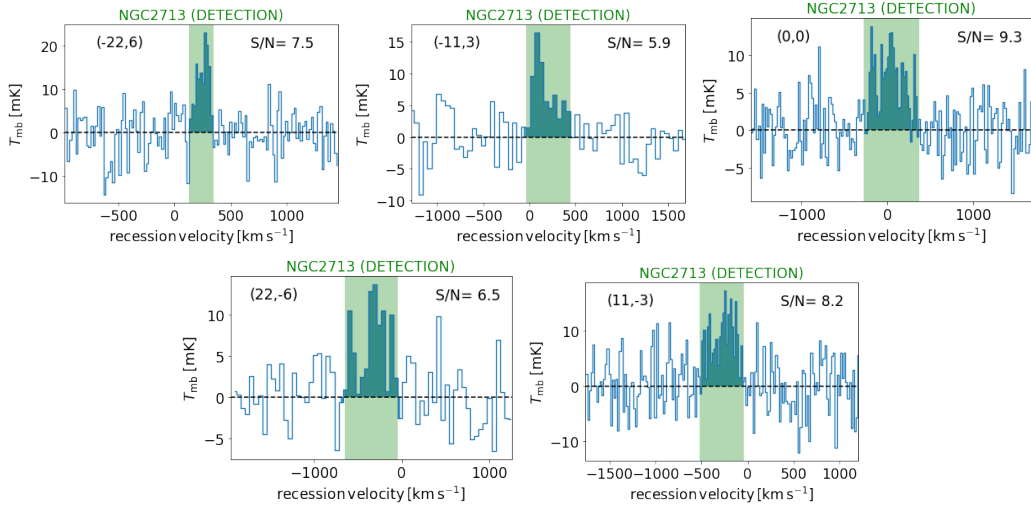 NGC2713 (DETECTION)
(-22,6)
S/N= 7.5
20
10
0
−10
T_mb [mK]
−500
0
500
1000
recession velocity [km s⁻¹]
NGC2713 (DETECTION)
(-11,3)
S/N= 5.9
15
10
5
0
−5
−10
T_mb [mK]
−1000
−500
0
500
1000
1500
recession velocity [km s⁻¹]
NGC2713 (DETECTION)
(0,0)
S/N= 9.3
10
5
0
−5
T_mb [mK]
−1000
0
1000
recession velocity [km s⁻¹]
NGC2713 (DETECTION)
(22,-6)
S/N= 6.5
10
5
0
−5
T_mb [mK]
−1000
0
1000
recession velocity [km s⁻¹]
NGC2713 (DETECTION)
(11,-3)
S/N= 8.2
10
0
−10
T_mb [mK]
−1500
−1000
−500
0
500
1000
recession velocity [km s⁻¹]